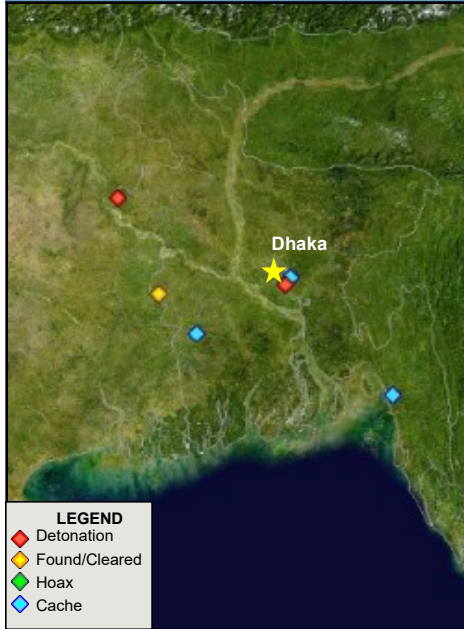 Dhaka
LEGEND
Detonation
Found/Cleared
Hoax
Cache